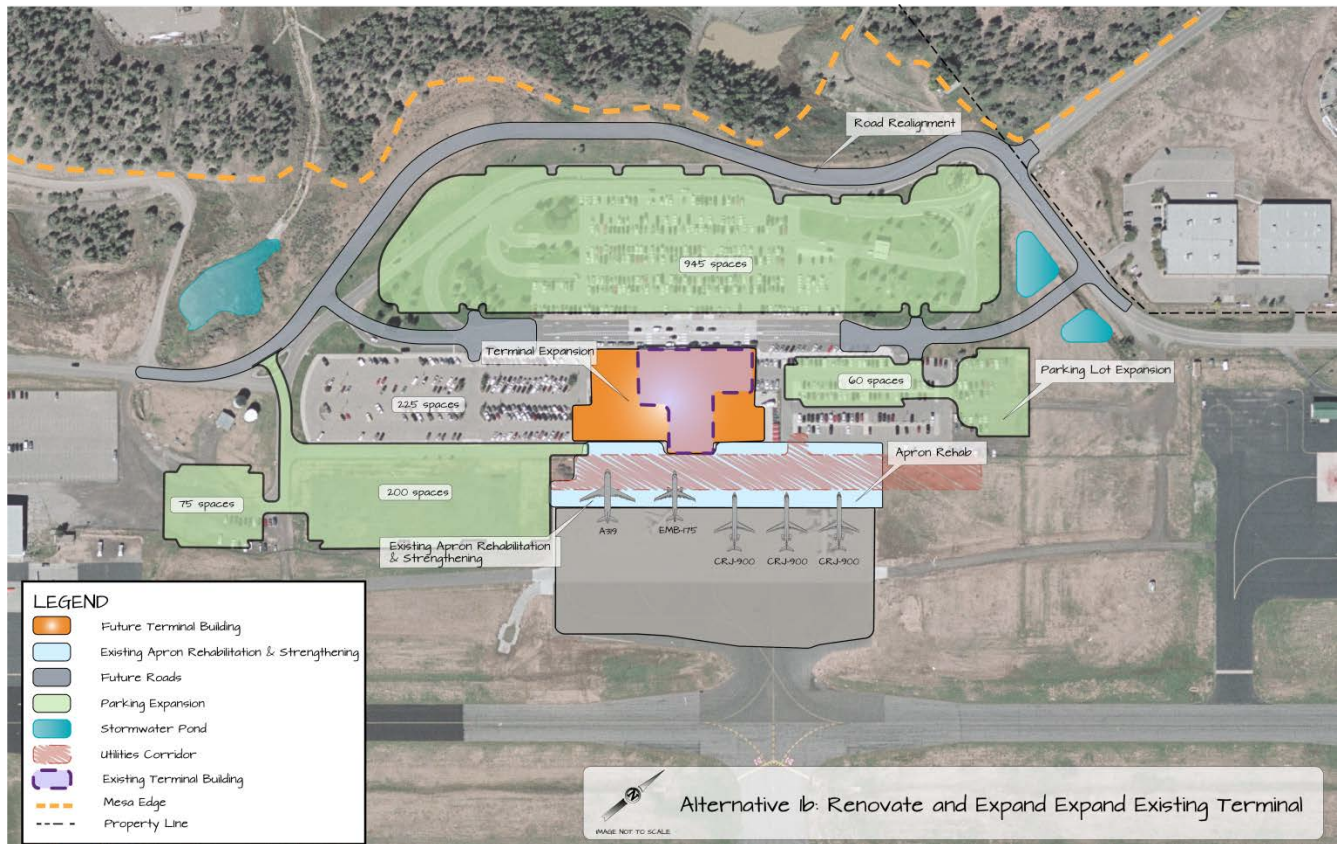 Road Realignment
945 spaces
Terminal Expansion
60 spaces
Parking Lot Expansion
225 spaces
Apron Rehab
75 spaces
200 spaces
A319
EMB-175
Existing Apron Rehabilitation
& Strengthening
CRJ-900
CRJ-900
CRJ-900
LEGEND
Future Terminal Building
Existing Apron Rehabilitation & Strengthening
Future Roads
Parking Expansion
Stormwater Pond
Utilities Corridor
Existing Terminal Building
Mesa Edge
Property Line
N
IMAGE NOT TO SCALE
Alternative 1b: Renovate and Expand Expand Existing Terminal